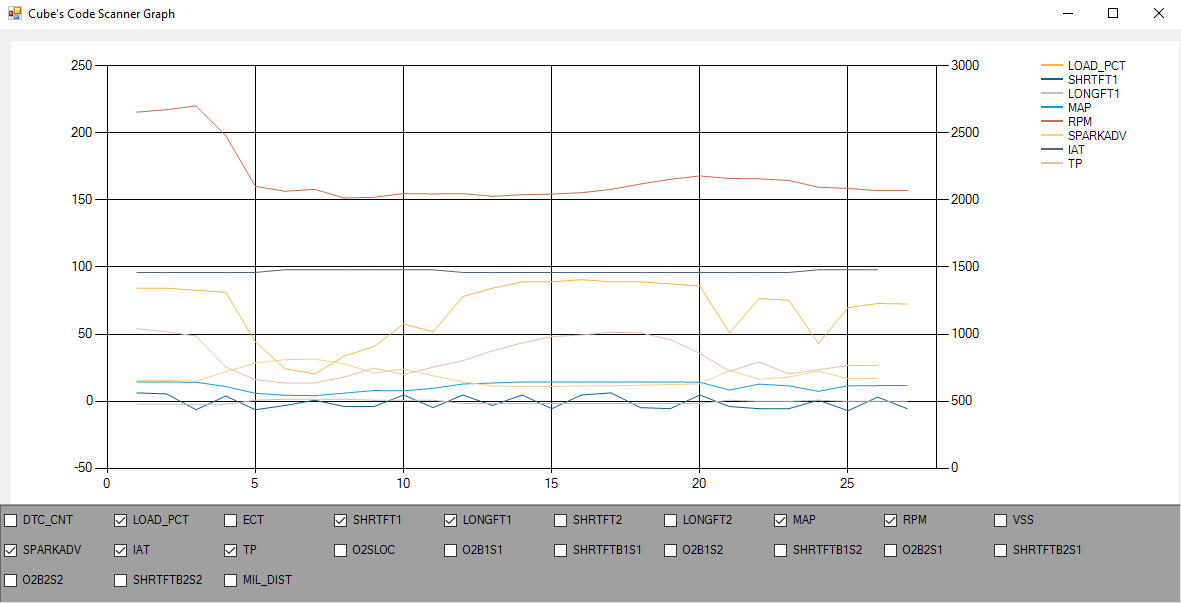 Cube's Code Scanner Graph
250
200
150
100
50
0
-50
3000
2500
2000
1500
1000
500
0
0 5 10 15 20 25
LOAD_PCT
SHRTFT1
LONGFT1
MAP
RPM
SPARKADV
IAT
TP
DTC_CNT LOAD_PCT ECT SHRTFT1 LONGFT1 SHRTFT2 LONGFT2 MAP RPM VSS
SPARKADV IAT TP O2SLOC O2B1S1 SHRTFTB1S1 O2B1S2 SHRTFTB1S2 O2B2S1 SHRTFTB2S1
O2B2S2 SHRTFTB2S2 MIL_DIST